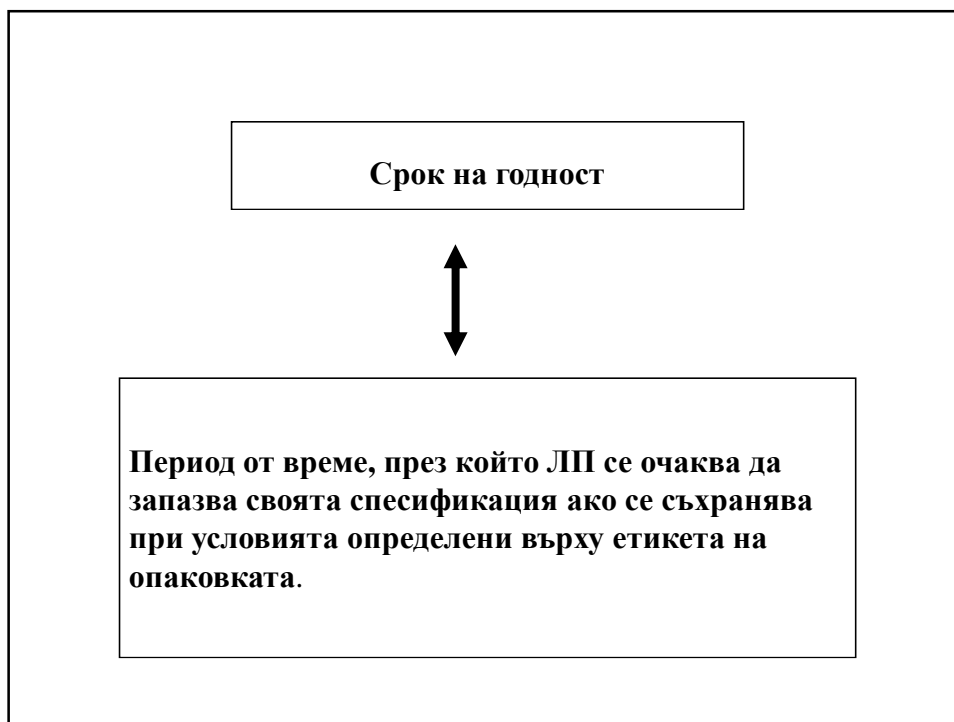 Срок на годност
Период от време, през който ЛП се очаква да
запазва своята спесификация ако се съхранява
при условията определени върху етикета на
опаковката.